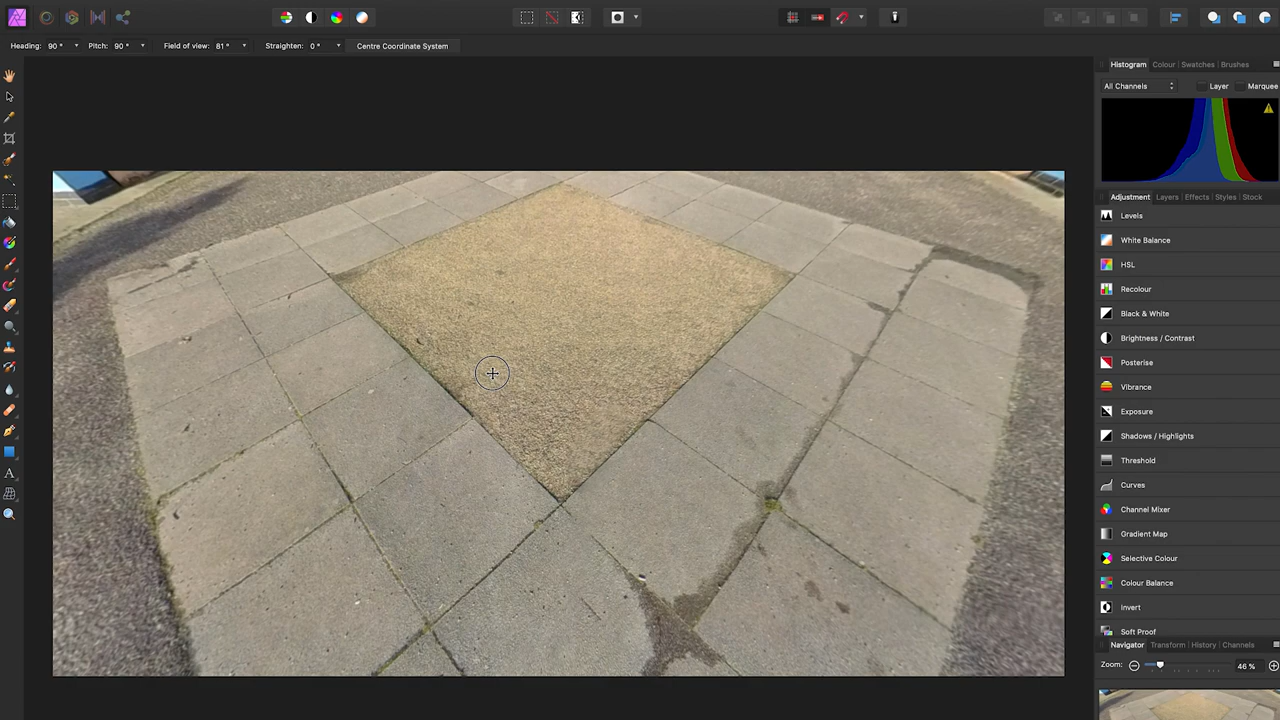 Heading: 90 ° Pitch: 90 ° Field of view: 81 ° Straighten: 0 ° Centre Coordinate System
Histogram Colour Swatches Brushes
All Channels Layer Marquee
Adjustment Layers Effects Styles Stock
Levels
White Balance
HSL
Recolour
Black & White
Brightness / Contrast
Posterise
Vibrance
Exposure
Shadows / Highlights
Threshold
Curves
Channel Mixer
Gradient Map
Selective Colour
Colour Balance
Invert
Soft Proof
Navigator Transform History Channels
Zoom: 46 %
A